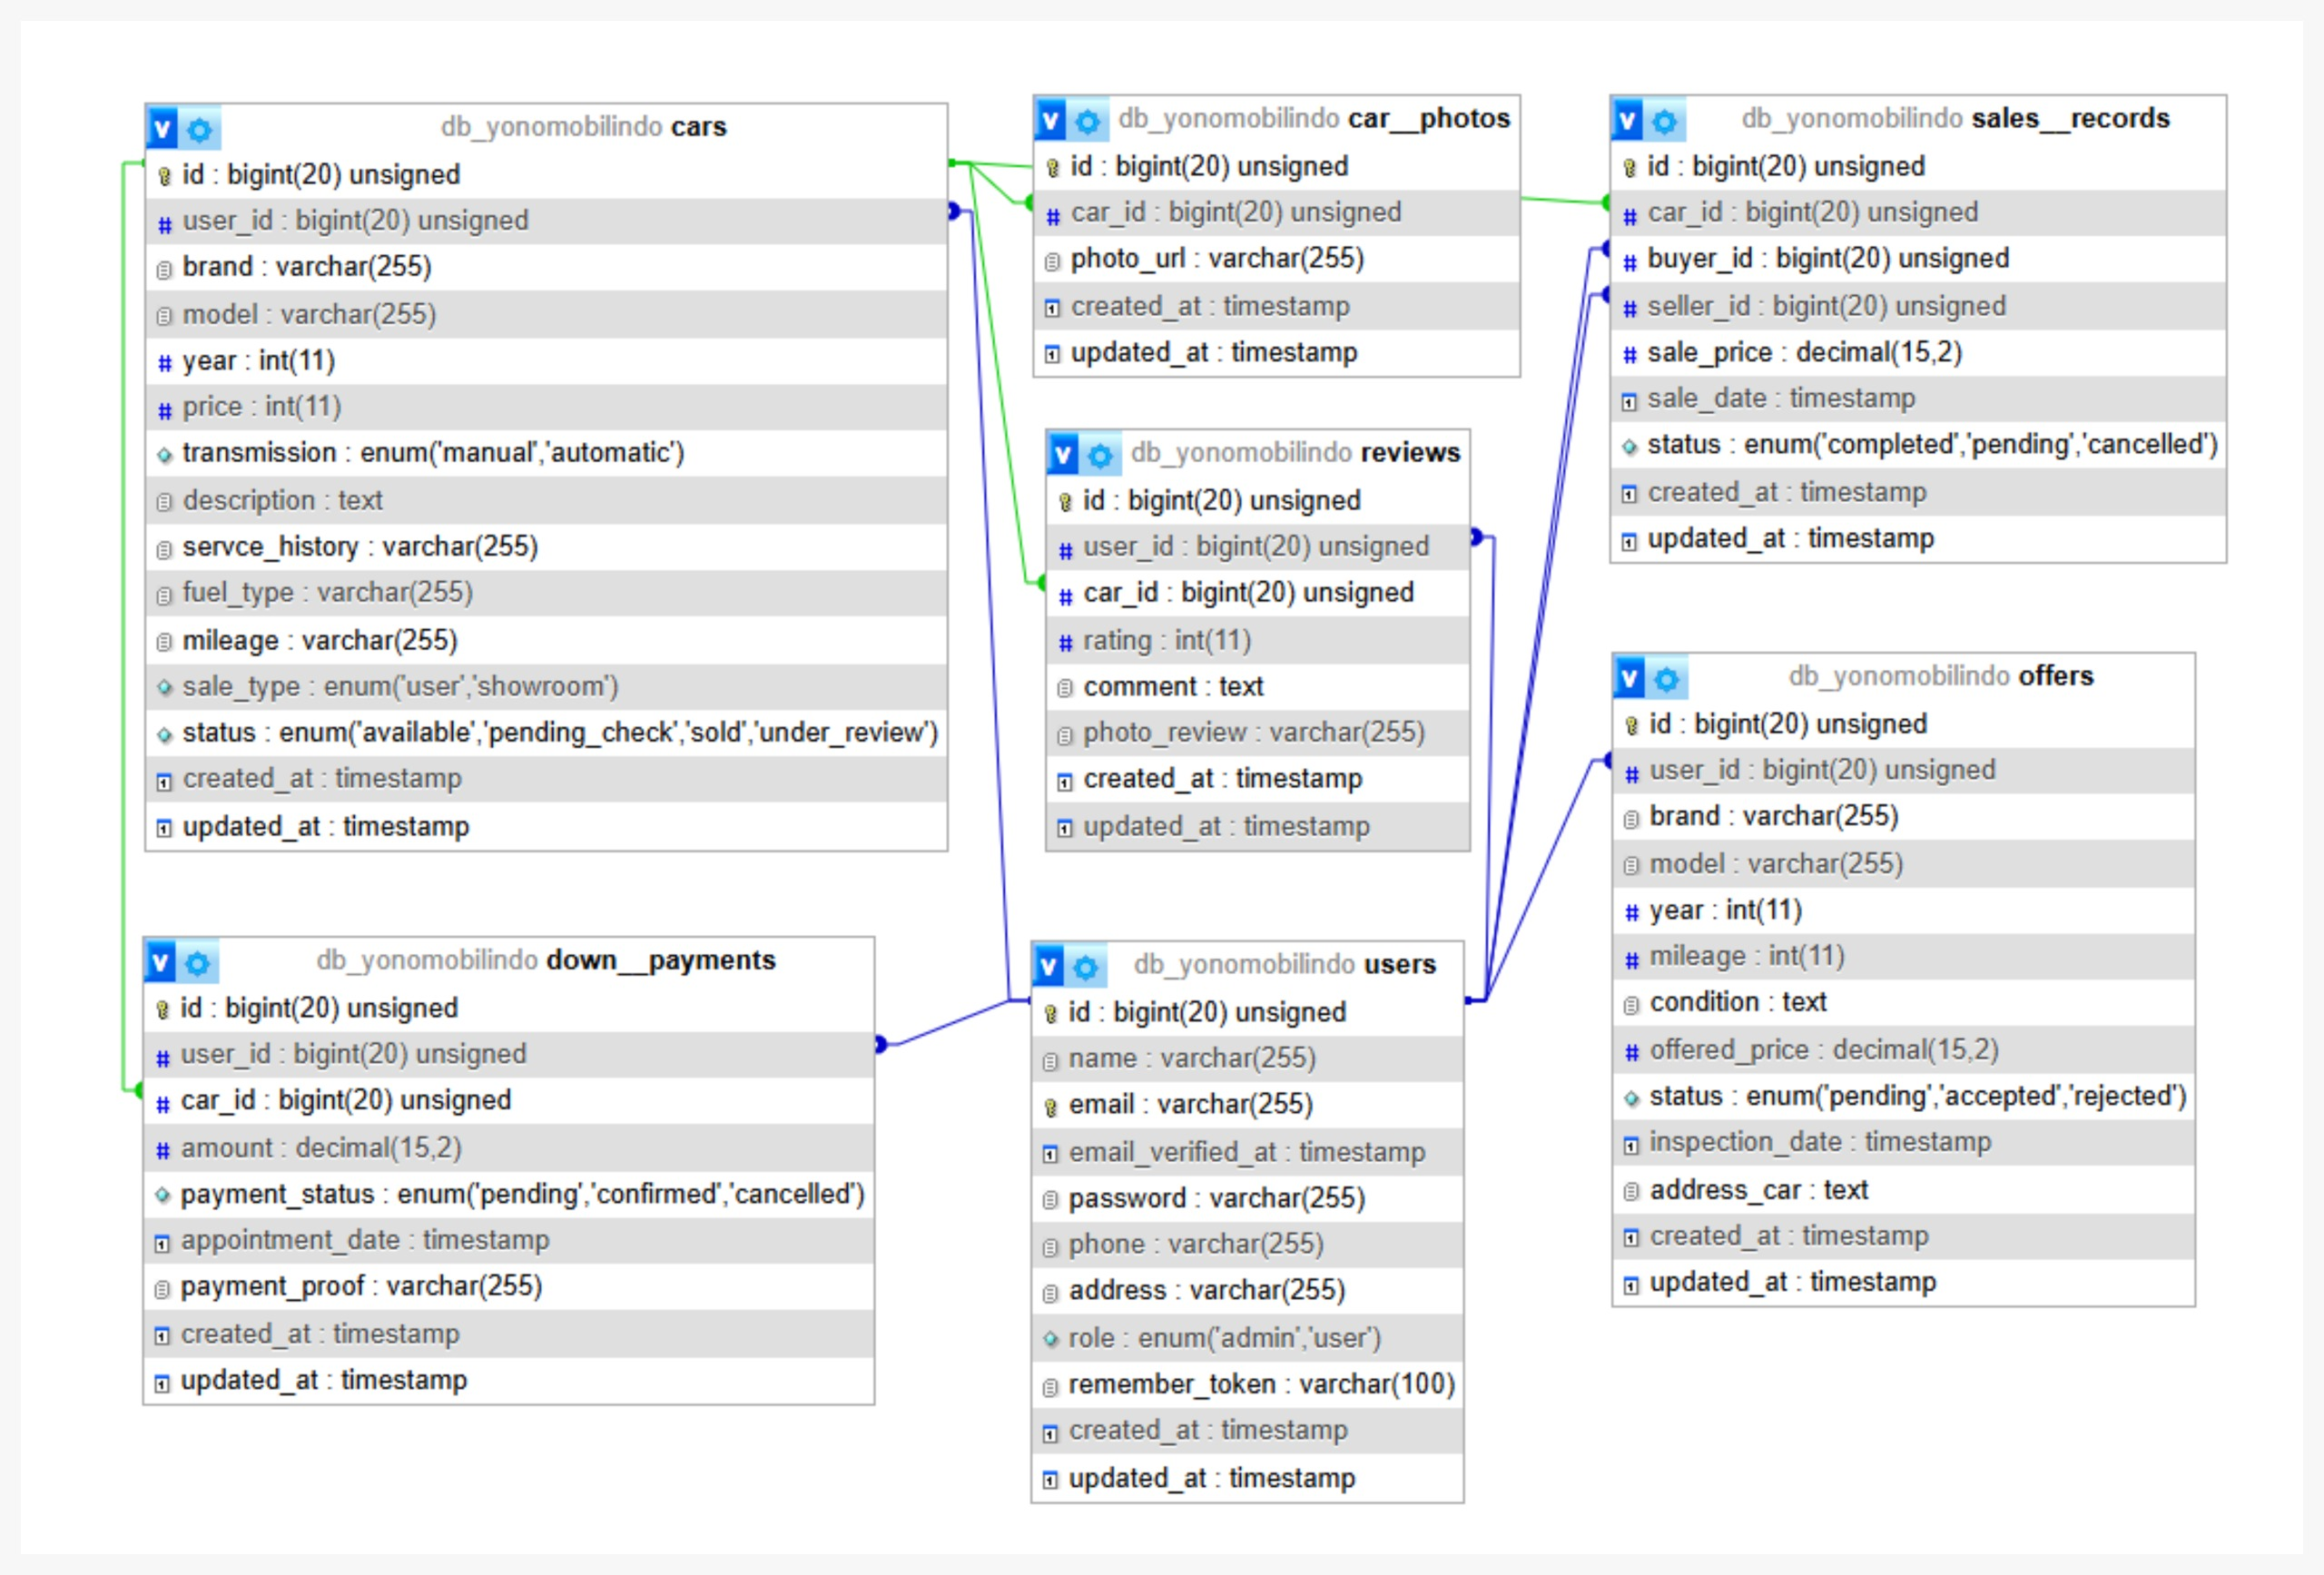 db_yonomobilindo cars
id : bigint(20) unsigned
user_id : bigint(20) unsigned
brand : varchar(255)
model : varchar(255)
year : int(11)
price : int(11)
transmission : enum('manual','automatic')
description : text
servce_history : varchar(255)
fuel_type : varchar(255)
mileage : varchar(255)
sale_type : enum('user','showroom')
status : enum('available','pending_check','sold','under_review')
created_at : timestamp
updated_at : timestamp
db_yonomobilindo car__photos
id : bigint(20) unsigned
car_id : bigint(20) unsigned
photo_url : varchar(255)
created_at : timestamp
updated_at : timestamp
db_yonomobilindo sales__records
id : bigint(20) unsigned
car_id : bigint(20) unsigned
buyer_id : bigint(20) unsigned
seller_id : bigint(20) unsigned
sale_price : decimal(15,2)
sale_date : timestamp
status : enum('completed','pending','cancelled')
created_at : timestamp
updated_at : timestamp
db_yonomobilindo reviews
id : bigint(20) unsigned
user_id : bigint(20) unsigned
car_id : bigint(20) unsigned
rating : int(11)
comment : text
photo_review : varchar(255)
created_at : timestamp
updated_at : timestamp
db_yonomobilindo offers
id : bigint(20) unsigned
user_id : bigint(20) unsigned
brand : varchar(255)
model : varchar(255)
year : int(11)
mileage : int(11)
condition : text
offered_price : decimal(15,2)
status : enum('pending','accepted','rejected')
inspection_date : timestamp
address_car : text
created_at : timestamp
updated_at : timestamp
db_yonomobilindo down__payments
id : bigint(20) unsigned
user_id : bigint(20) unsigned
car_id : bigint(20) unsigned
amount : decimal(15,2)
payment_status : enum('pending','confirmed','cancelled')
appointment_date : timestamp
payment_proof : varchar(255)
created_at : timestamp
updated_at : timestamp
db_yonomobilindo users
id : bigint(20) unsigned
name : varchar(255)
email : varchar(255)
email_verified_at : timestamp
password : varchar(255)
phone : varchar(255)
address : varchar(255)
role : enum('admin','user')
remember_token : varchar(100)
created_at : timestamp
updated_at : timestamp